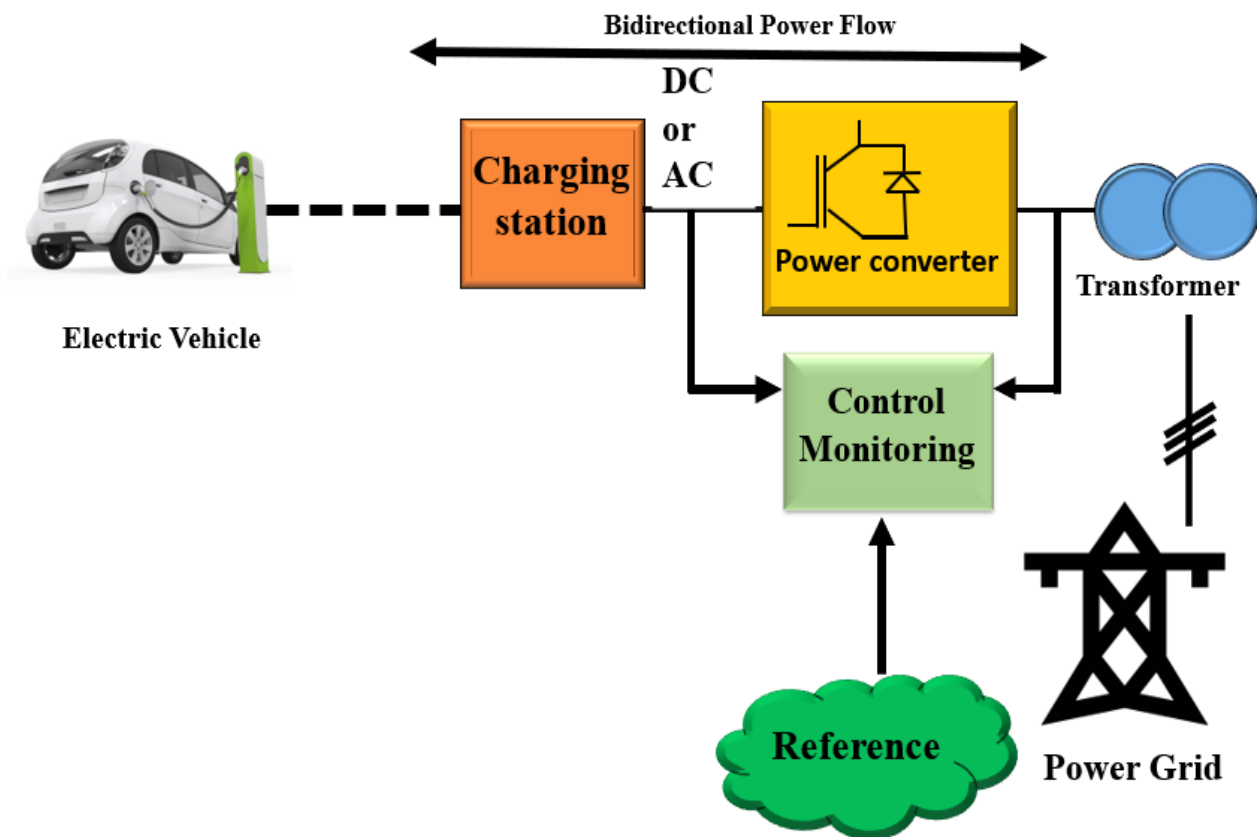 Bidirectional Power Flow
DC
or
AC
Charging
station
Power converter
Transformer
Electric Vehicle
Control
Monitoring
Reference
Power Grid